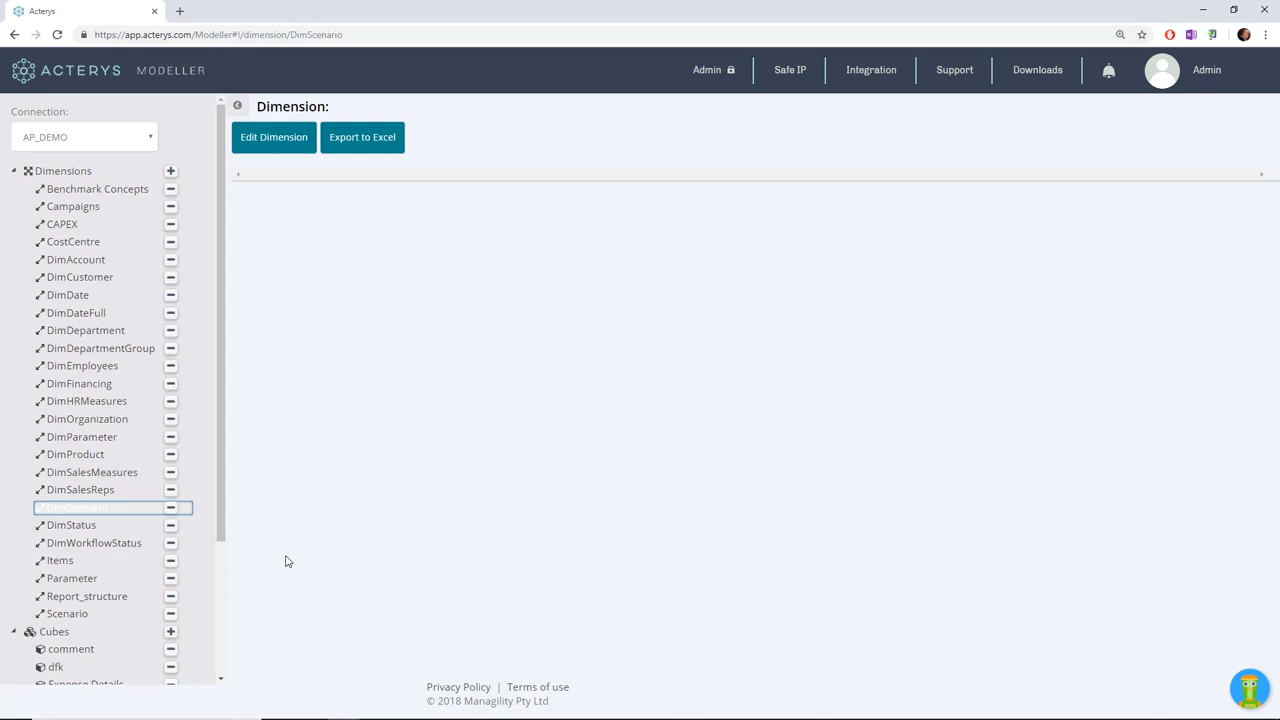 Acterys
https://app.acterys.com/Modeller#!/dimension/DimScenario
ACTERYS MODELLER
Admin
Safe IP
Integration
Support
Downloads
Admin
Connection:
AP_DEMO
Dimension:
Edit Dimension
Export to Excel
Dimensions
Benchmark Concepts
Campaigns
CAPEX
CostCentre
DimAccount
DimCustomer
DimDate
DimDateFull
DimDepartment
DimDepartmentGroup
DimEmployees
DimFinancing
DimHRMeasures
DimOrganization
DimParameter
DimProduct
DimSalesMeasures
DimSalesReps
DimScenario
DimStatus
DimWorkflowStatus
Items
Parameter
Report_structure
Scenario
Cubes
comment
dfk
Expense Details
Privacy Policy | Terms of use
© 2018 Managility Pty Ltd